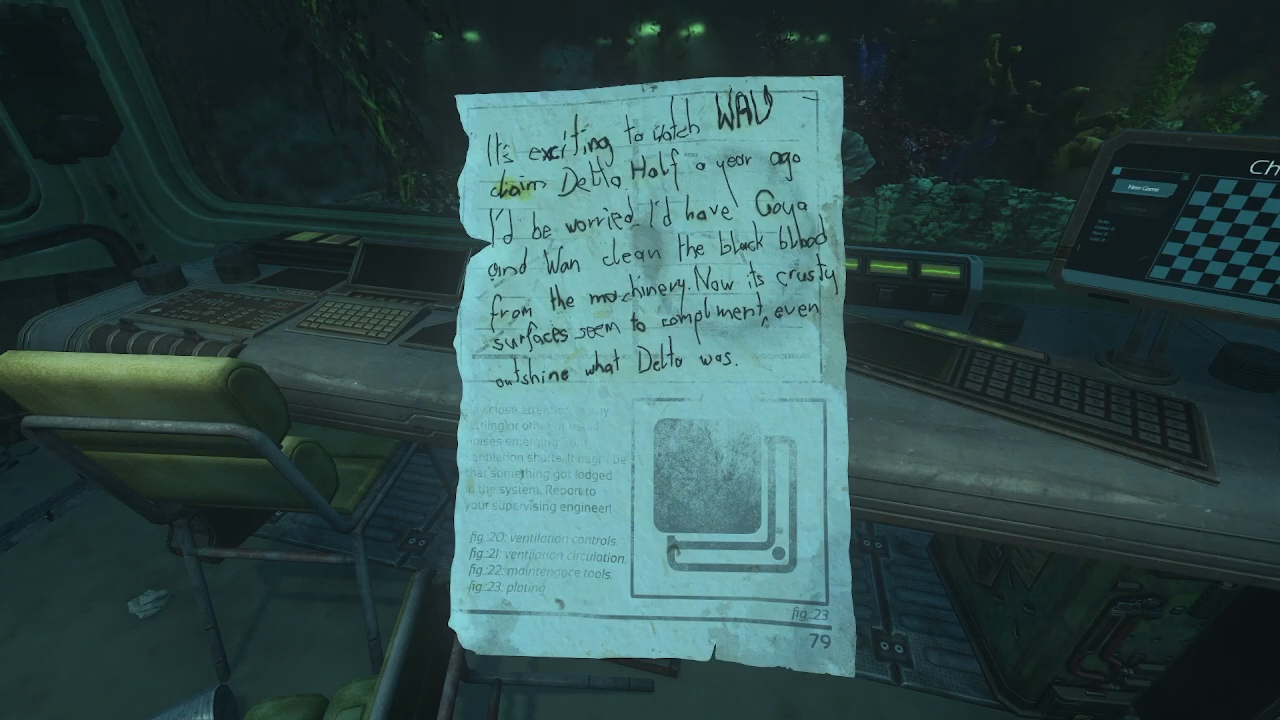 It's exciting to watch WAU
claim Delta. Half a year ago
I'd be worried. I'd have Goya
and Wan clean the black blood
from the machinery. Now its crusty
surfaces seem to compliment, even
outshine what Delta was.
close attention
or other
noises emerging
ventilation shafts. It might be
that something got lodged
in the system. Report to
your supervising engineer!
fig.:20: ventilation controls.
fig.:21: ventilation circulation.
fig.:22: maintenance tools.
fig.:23: plating
fig.:23
79
New Game
Ch